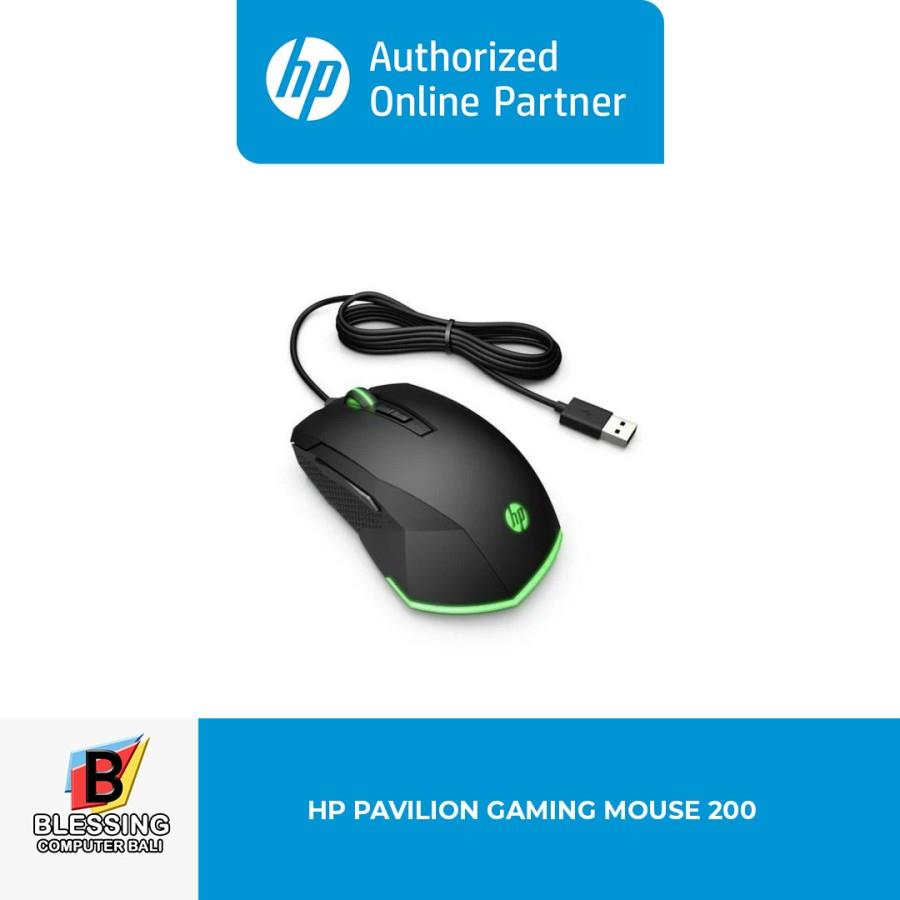 hp
Authorized
Online Partner
hp
B
BLESSING
COMPUTER BALI
HP PAVILION GAMING MOUSE 200